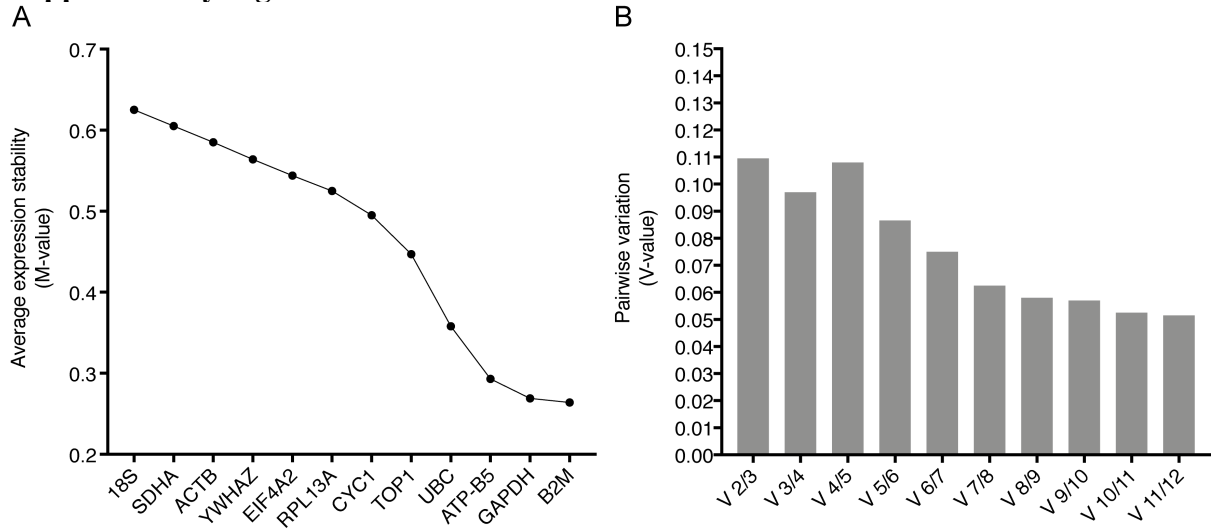 A
0.7
0.6
0.5
0.4
0.3
0.2
Average expression stability
(M-value)
18S
SDHA
ACTB
YWHAZ
EIF4A2
RPL13A
CYC1
TOP1
UBC
ATP-B5
GAPDH
B2M
B
0.15
0.14
0.13
0.12
0.11
0.10
0.09
0.08
0.07
0.06
0.05
0.04
0.03
0.02
0.01
0.00
Pairwise variation
(V-value)
V 2/3
V 3/4
V 4/5
V 5/6
V 6/7
V 7/8
V 8/9
V 9/10
V 10/11
V 11/12